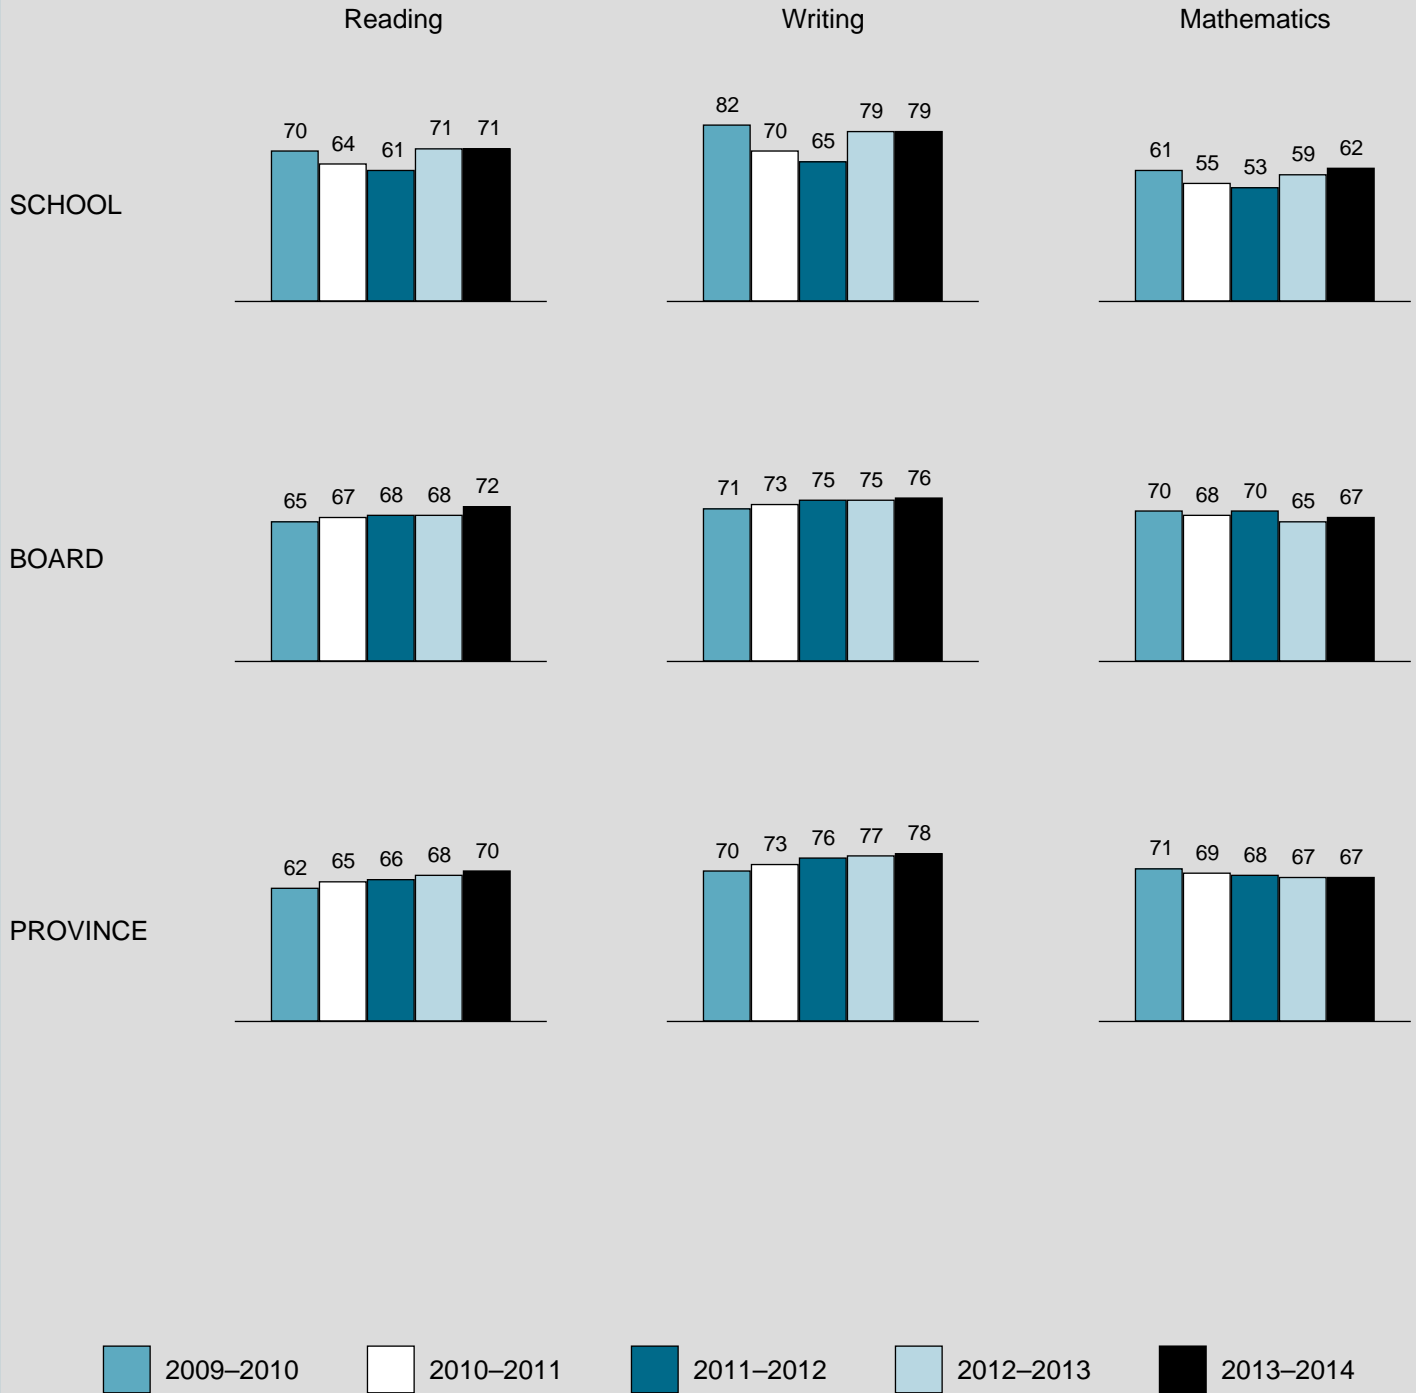 Reading Writing Mathematics
SCHOOL
70 64 61 71 71
82 70 65 79 79
61 55 53 59 62
BOARD
65 67 68 68 72
71 73 75 75 76
70 68 70 65 67
PROVINCE
62 65 66 68 70
70 73 76 77 78
71 69 68 67 67
2009–2010 2010–2011 2011–2012 2012–2013 2013–2014